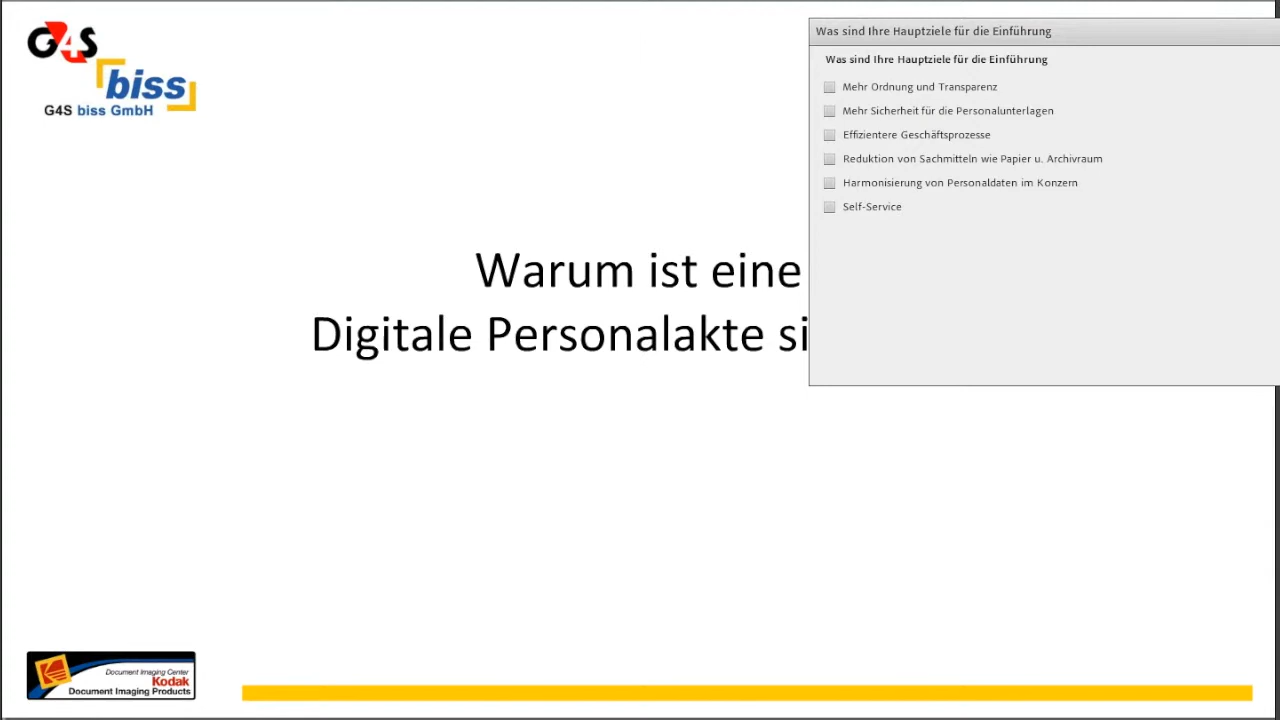 G4S
biss
G4S biss GmbH
Was sind Ihre Hauptziele für die Einführung
Was sind Ihre Hauptziele für die Einführung
Mehr Ordnung und Transparenz
Mehr Sicherheit für die Personalunterlagen
Effizientere Geschäftsprozesse
Reduktion von Sachmitteln wie Papier u. Archivraum
Harmonisierung von Personaldaten im Konzern
Self-Service
Warum ist eine
Digitale Personalakte si
Document Imaging Center
Kodak
Document Imaging Products